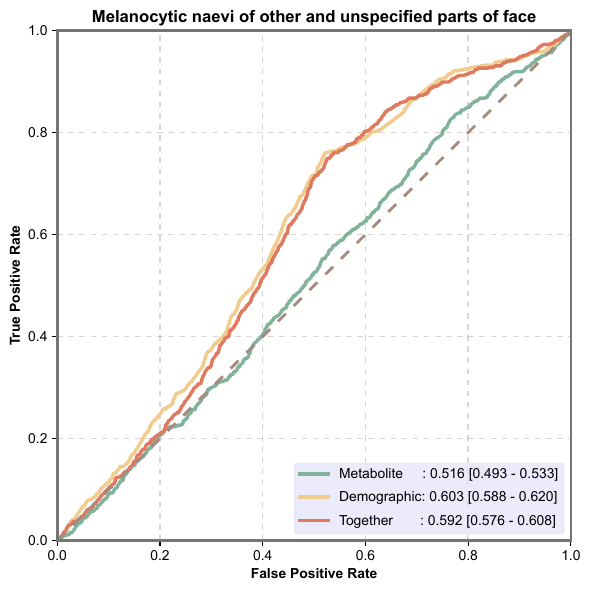 Melanocytic naevi of other and unspecified parts of face
1.0
0.8
0.6
0.4
0.2
0.0
True Positive Rate
Metabolite : 0.516 [0.493 - 0.533]
Demographic: 0.603 [0.588 - 0.620]
Together : 0.592 [0.576 - 0.608]
0.0 0.2 0.4 0.6 0.8 1.0
False Positive Rate